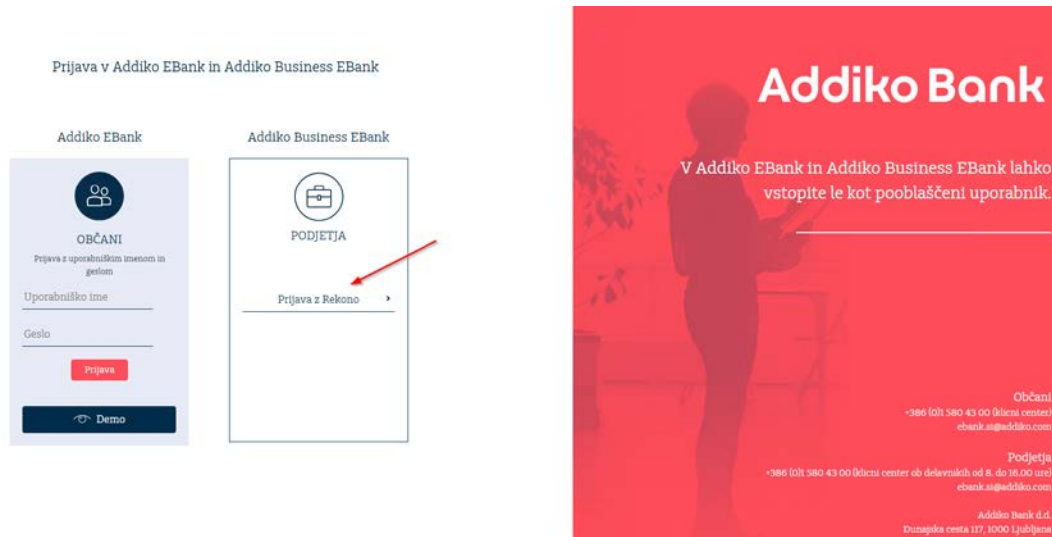 Prijava v Addiko EBank in Addiko Business EBank
Addiko EBank
OBČANI
Prijava z uporabniškim imenom in
geslom
Uporabniško ime
Geslo
Prijava
Demo
Addiko Business EBank
PODJETJA
Prijava z Rekono
Addiko Bank
V Addiko EBank in Addiko Business EBank lahko
vstopite le kot pooblaščeni uporabnik.
Občani
+386 (0)1 580 43 00 (klicni center)
ebank.si@addiko.com
Podjetja
+386 (0)1 580 43 00 (klicni center ob delavnikih od 8. do 16.00 ure)
ebank.si@addiko.com
Addiko Bank d.d.
Dunajska cesta 117, 1000 Ljubljana